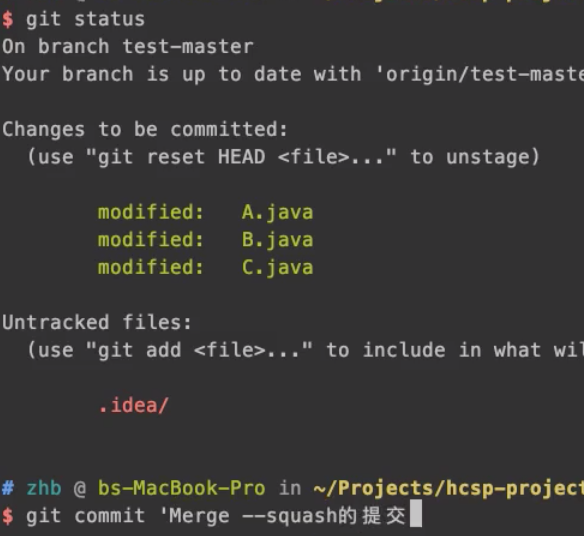 $ git status
On branch test-master
Your branch is up to date with 'origin/test-maste
Changes to be committed:
(use "git reset HEAD <file>..." to unstage)
modified: A.java
modified: B.java
modified: C.java
Untracked files:
(use "git add <file>..." to include in what wil
.idea/
# zhb @ bs-MacBook-Pro in ~/Projects/hcsp-project
$ git commit 'Merge --squash的提交